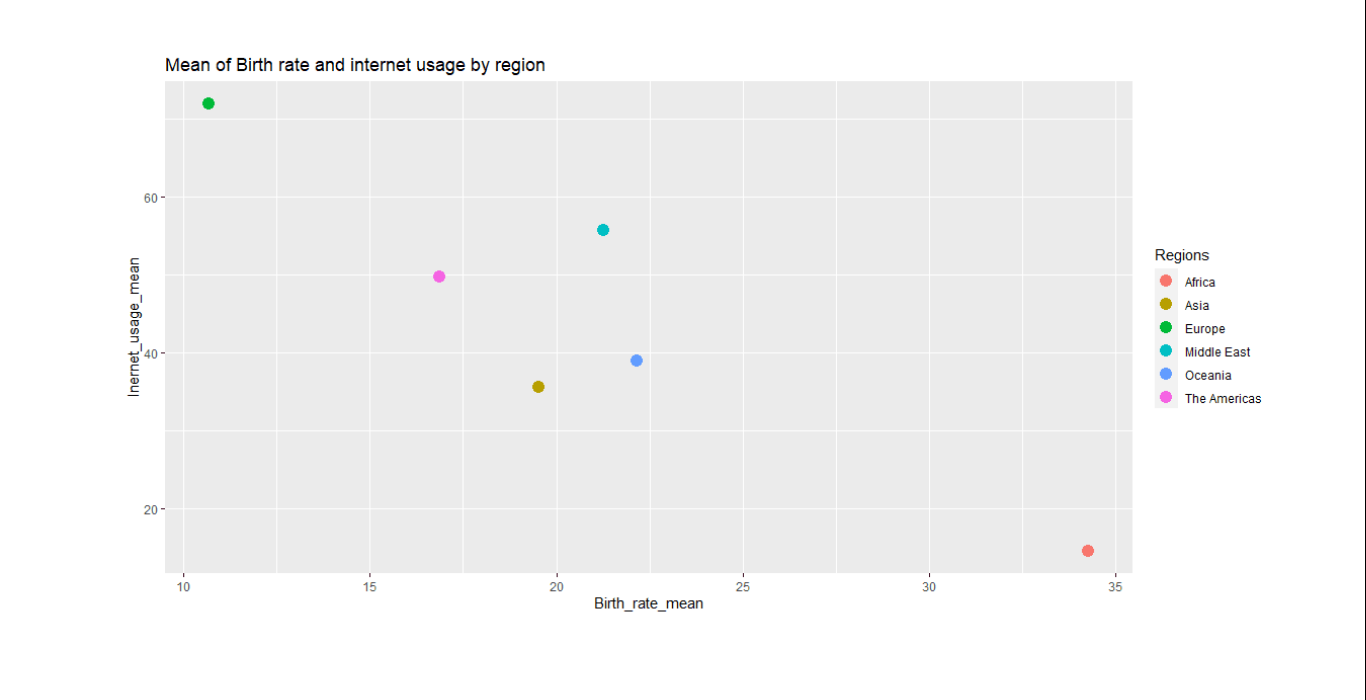 Mean of Birth rate and internet usage by region
Inernet_usage_mean
60
40
20
10 15 20 25 30 35
Birth_rate_mean
Regions
Africa
Asia
Europe
Middle East
Oceania
The Americas